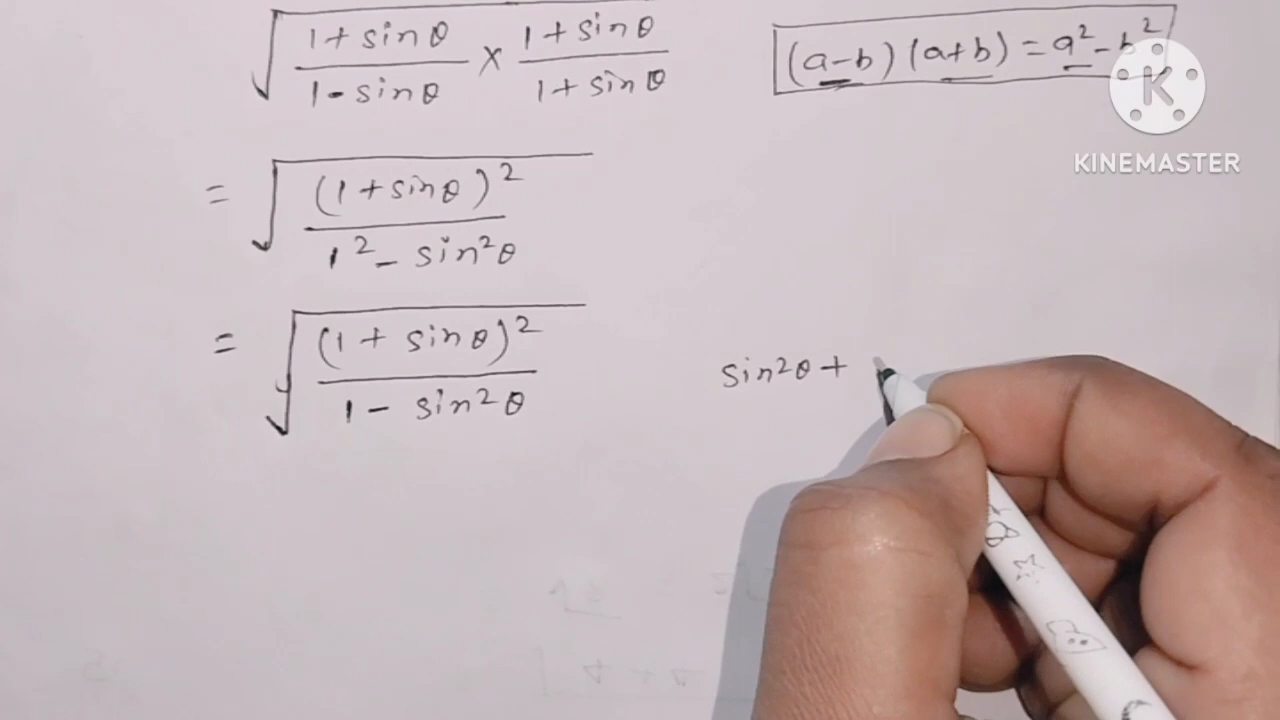 √((1 + sinθ)/(1 - sinθ) × (1 + sinθ)/(1 + sinθ))
(a-b) (a+b) = a² - b²
KINEMASTER
= √((1 + sinθ)²/(1² - sin²θ))
= √((1 + sinθ)²/(1 - sin²θ))
sin²θ +